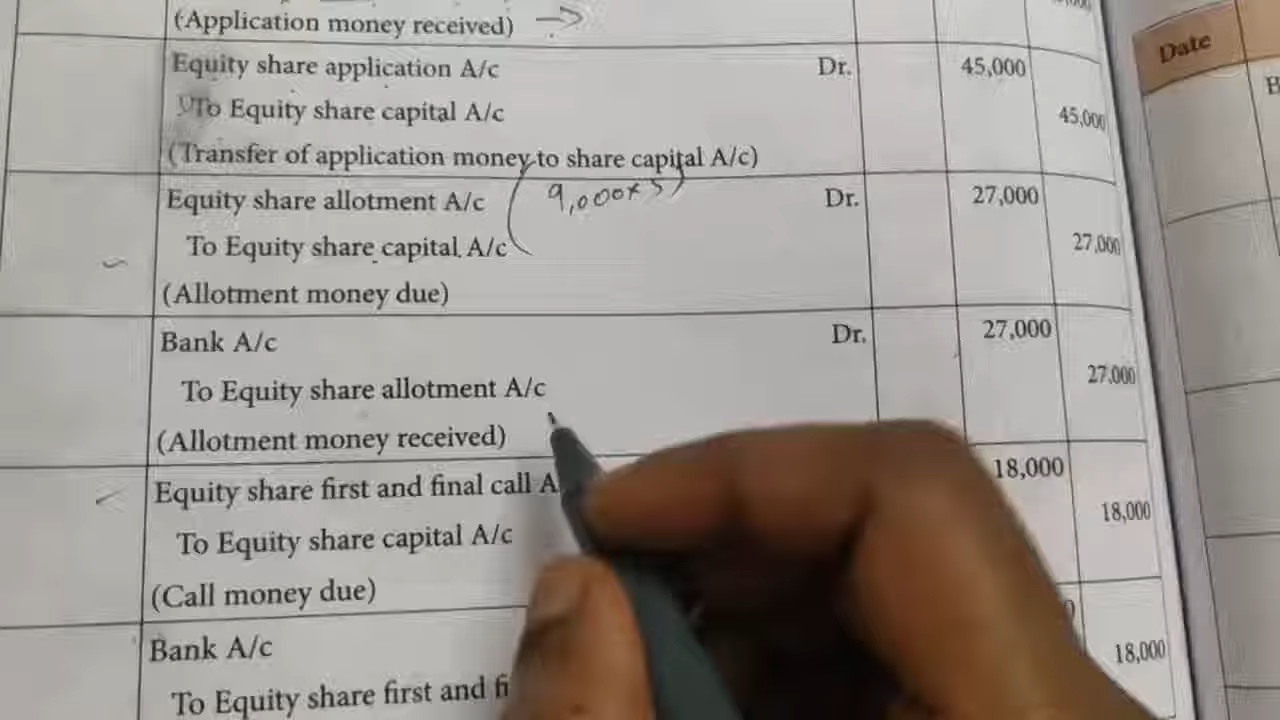 (Application money received)
Equity share application A/c Dr. 45,000
To Equity share capital A/c 45,000
(Transfer of application money to share capital A/c)
Equity share allotment A/c (9,000× Dr. 27,000
To Equity share capital A/c 27,000
(Allotment money due)
Bank A/c Dr. 27,000
To Equity share allotment A/c 27,000
(Allotment money received)
Equity share first and final call 18,000
To Equity share capital A/c 18,000
(Call money due)
Bank A/c
To Equity share first and 18,000
Date